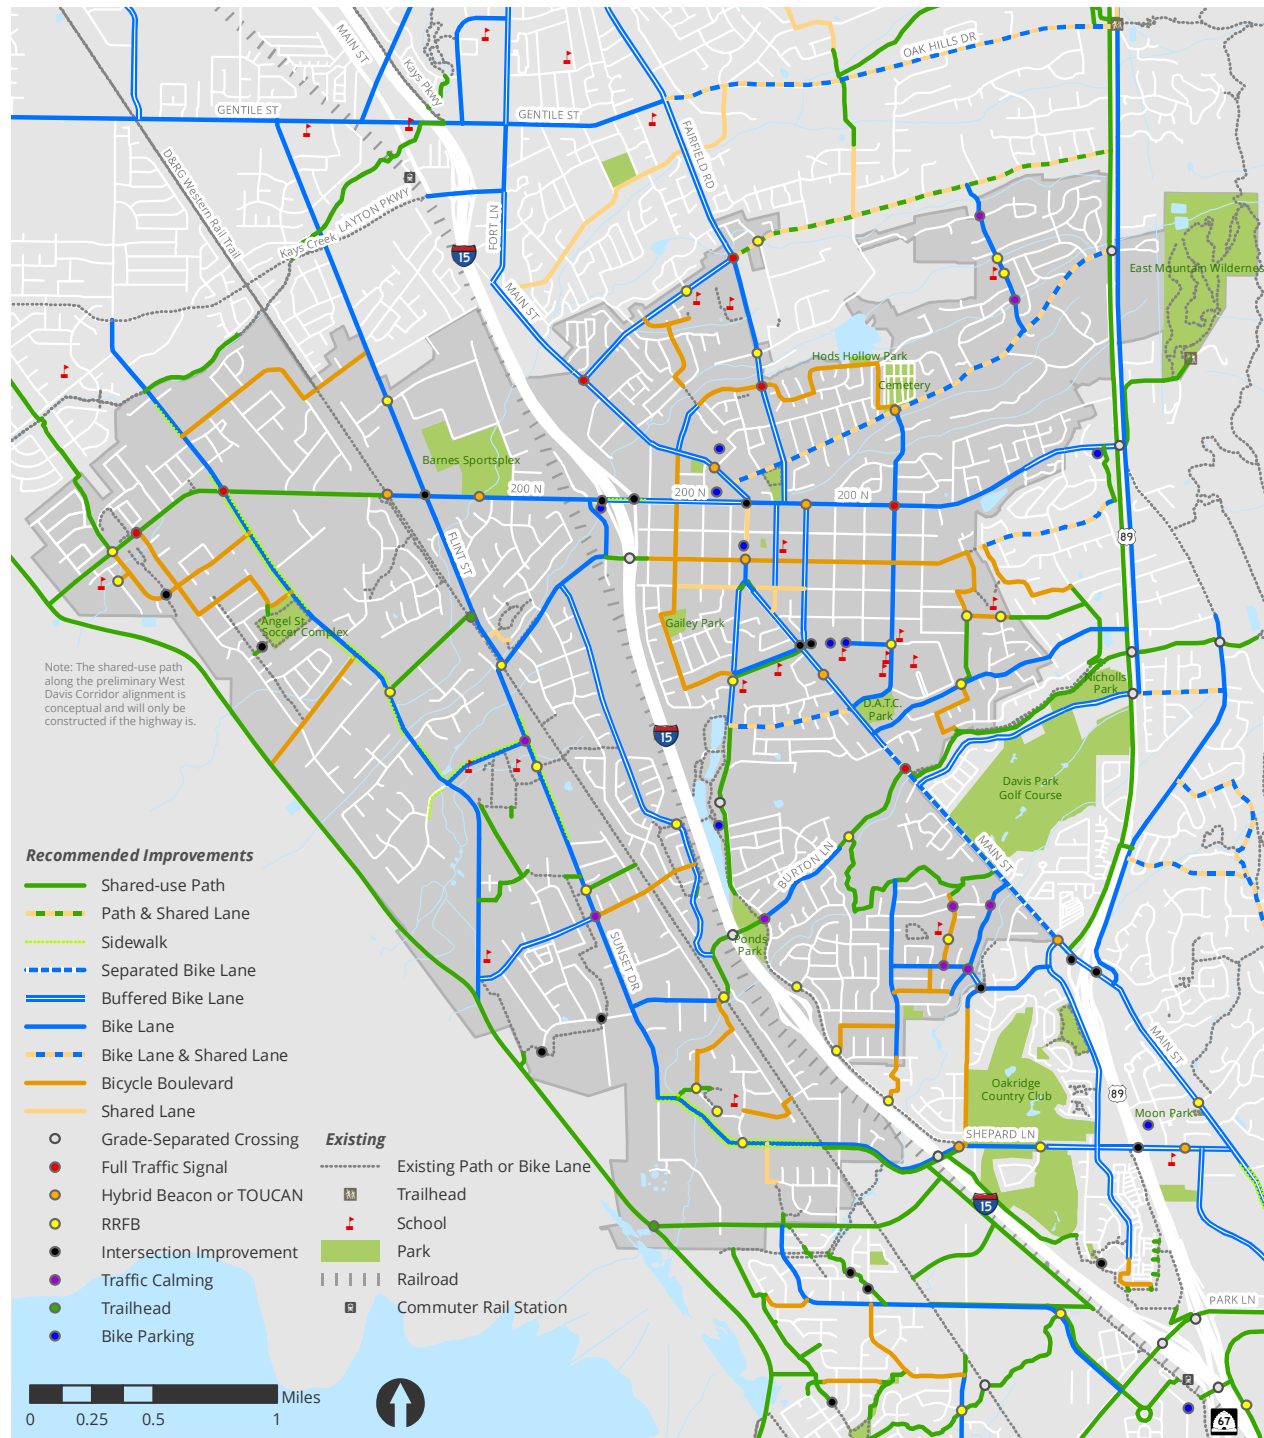 MAIN ST
Kays Pkwy
OAK HILLS DR
GENTILE ST
GENTILE ST
FAIRFIELD RD
D&RG Western Rail Trail
LAYTON PKWY
Kays Creek
FORT LN
15
MAIN ST
East Mountain Wilderness
Hods Hollow Park
Cemetery
Barnes Sportsplex
200 N
200 N
200 N
FLINT ST
89
Angel St
Soccer Complex
Gailey Park
Note: The shared-use path
along the preliminary West
Davis Corridor alignment is
conceptual and will only be
constructed if the highway is.
Nicholls
Park
D.A.T.C.
Park
15
Davis Park
Golf Course
MAIN ST
BURTON LN
Ponds
Park
SUNSET DR
MAIN ST
Oakridge
Country Club
89
Moon Park
SHEPARD LN
15
PARK LN
67
Recommended Improvements
Shared-use Path
Path & Shared Lane
Sidewalk
Separated Bike Lane
Buffered Bike Lane
Bike Lane
Bike Lane & Shared Lane
Bicycle Boulevard
Shared Lane
Grade-Separated Crossing
Full Traffic Signal
Hybrid Beacon or TOUCAN
RRFB
Intersection Improvement
Traffic Calming
Trailhead
Bike Parking
Existing
Existing Path or Bike Lane
Trailhead
School
Park
Railroad
Commuter Rail Station
Miles
0 0.25 0.5 1